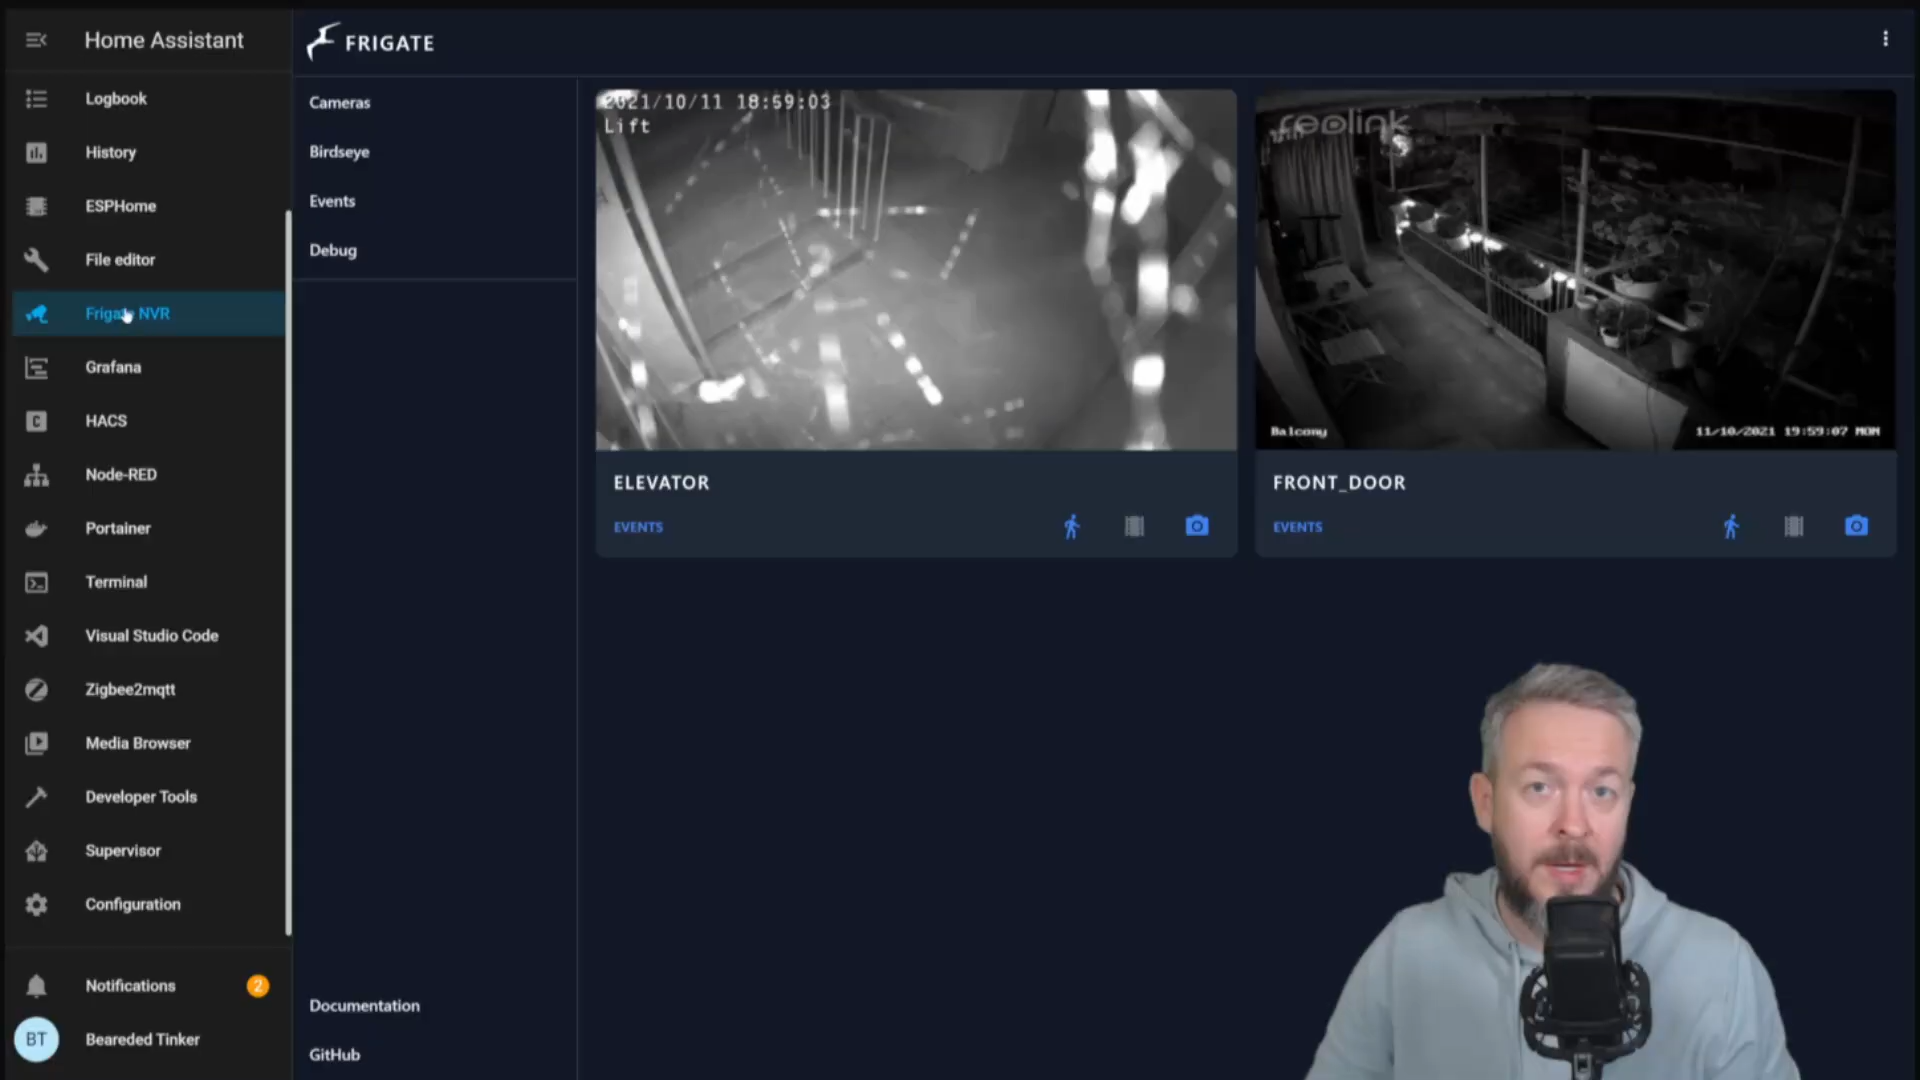 Home Assistant
Logbook
History
ESPHome
File editor
Frigate NVR
Grafana
HACS
Node-RED
Portainer
Terminal
Visual Studio Code
Zigbee2mqtt
Media Browser
Developer Tools
Supervisor
Configuration
Notifications
2
BT
Beareded Tinker
FRIGATE
Cameras
Birdseye
Events
Debug
Documentation
GitHub
2021/10/11 18:59:03
Lift
ELEVATOR
EVENTS
reolink
Balcony
11/10/2021 19:59:07 MON
FRONT_DOOR
EVENTS